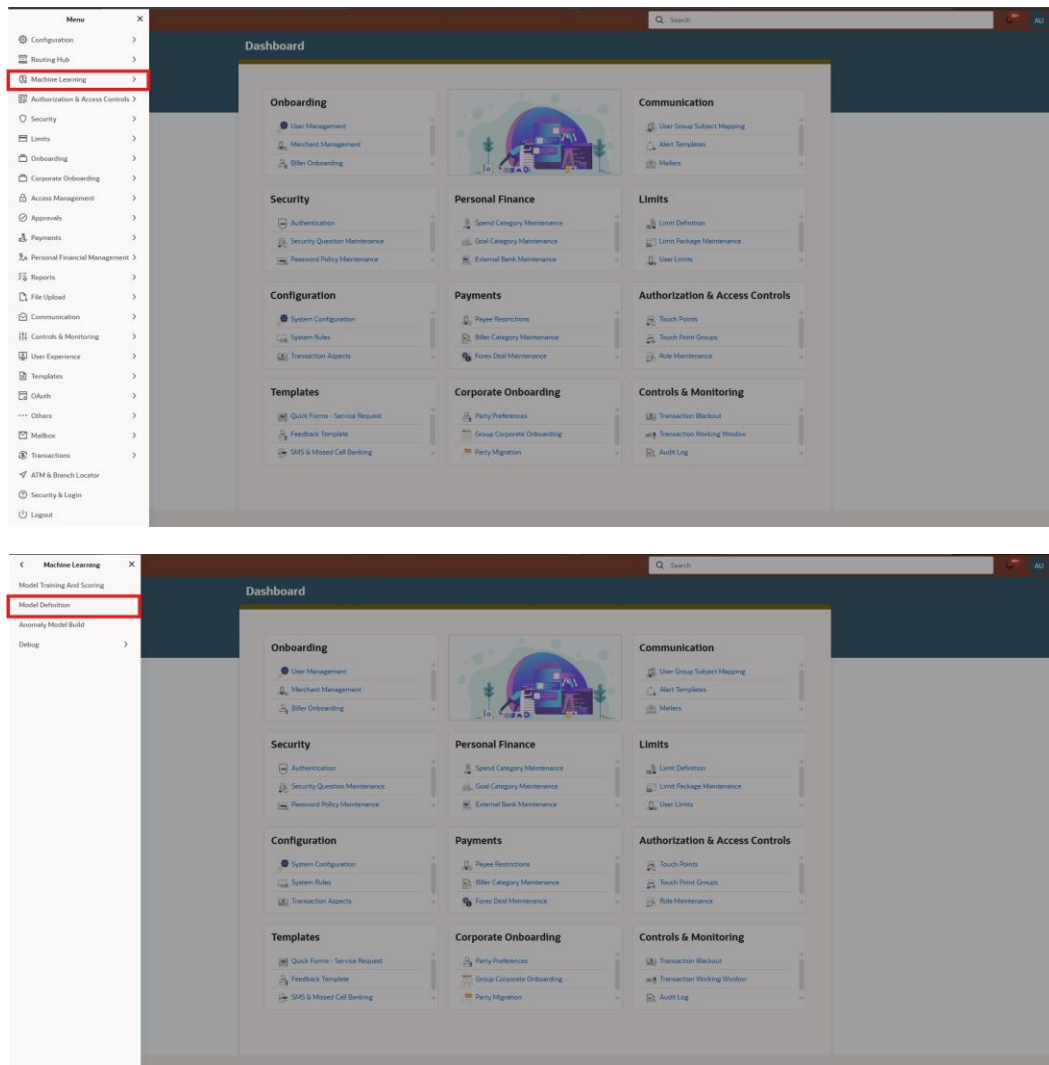 Menu
Configuration
Routing Hub
Machine Learning
Authorization & Access Controls
Security
Limits
Onboarding
Corporate Onboarding
Access Management
Approvals
Payments
Personal Financial Management
Reports
File Upload
Communication
Controls & Monitoring
User Experience
Templates
OAuth
Others
Mailbox
Transactions
ATM & Branch Locator
Security & Login
Logout
Search
AU
Dashboard
Onboarding
User Management
Merchant Management
Biller Onboarding
Communication
User Group Subject Mapping
Alert Templates
Mailers
Security
Authentication
Security Question Maintenance
Password Policy Maintenance
Personal Finance
Spend Category Maintenance
Goal Category Maintenance
External Bank Maintenance
Limits
Limit Definition
Limit Package Maintenance
User Limits
Configuration
System Configuration
System Rules
Transaction Aspects
Payments
Payee Restrictions
Biller Category Maintenance
Forex Deal Maintenance
Authorization & Access Controls
Touch Points
Touch Point Groups
Role Maintenance
Templates
Quick Forms - Service Request
Feedback Template
SMS & Missed Call Banking
Corporate Onboarding
Party Preferences
Group Corporate Onboarding
Party Migration
Controls & Monitoring
Transaction Blackout
Transaction Working Window
Audit Log
Machine Learning
Model Training And Scoring
Model Definition
Anomaly Model Build
Debug
Search
AU
Dashboard
Onboarding
User Management
Merchant Management
Biller Onboarding
Communication
User Group Subject Mapping
Alert Templates
Mailers
Security
Authentication
Security Question Maintenance
Password Policy Maintenance
Personal Finance
Spend Category Maintenance
Goal Category Maintenance
External Bank Maintenance
Limits
Limit Definition
Limit Package Maintenance
User Limits
Configuration
System Configuration
System Rules
Transaction Aspects
Payments
Payee Restrictions
Biller Category Maintenance
Forex Deal Maintenance
Authorization & Access Controls
Touch Points
Touch Point Groups
Role Maintenance
Templates
Quick Forms - Service Request
Feedback Template
SMS & Missed Call Banking
Corporate Onboarding
Party Preferences
Group Corporate Onboarding
Party Migration
Controls & Monitoring
Transaction Blackout
Transaction Working Window
Audit Log